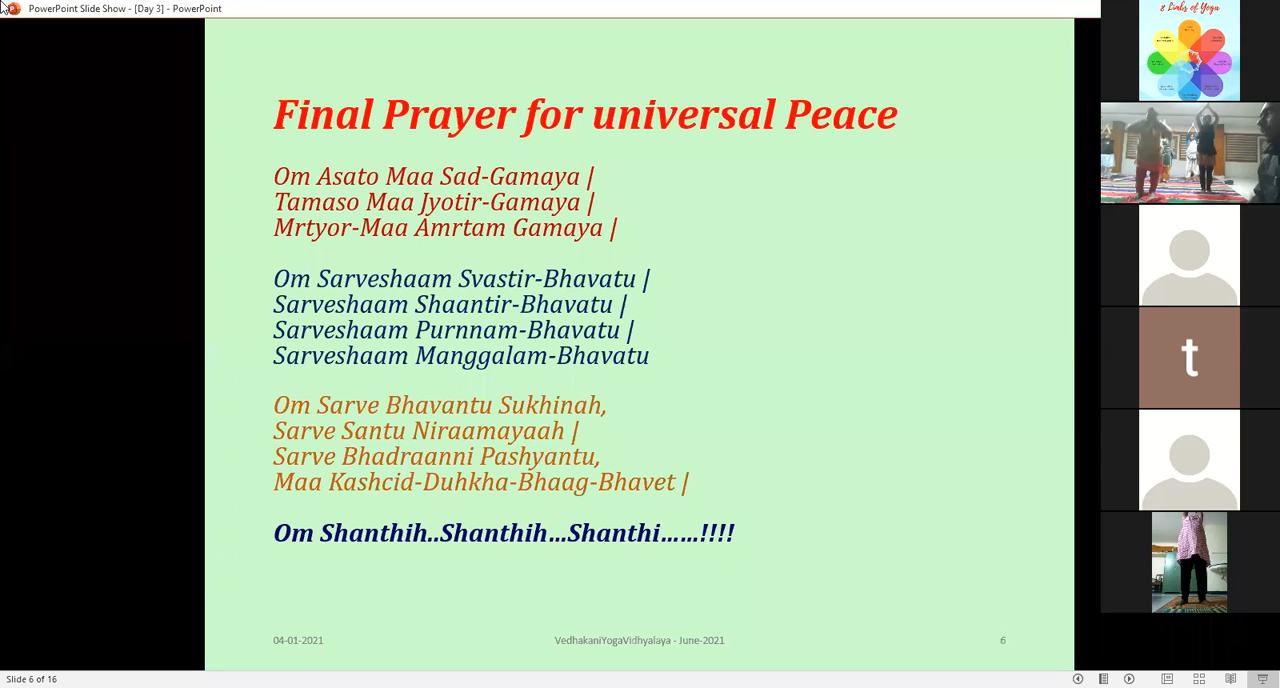 PowerPoint Slide Show - [Day 3] - PowerPoint
8 Limbs of Yoga
Final Prayer for universal Peace
Om Asato Maa Sad-Gamaya |
Tamaso Maa Jyotir-Gamaya |
Mrtyor-Maa Amrtam Gamaya |
Om Sarveshaam Svastir-Bhavatu |
Sarveshaam Shaantir-Bhavatu |
Sarveshaam Purnnam-Bhavatu |
Sarveshaam Manggalam-Bhavatu
Om Sarve Bhavantu Sukhinah,
Sarve Santu Niraamayaah |
Sarve Bhadraanni Pashyantu,
Maa Kashcid-Duhkha-Bhaag-Bhavet |
Om Shanthih..Shanthih...Shanthi......!!!!
t
04-01-2021 VedhakaniYogaVidhyalaya - June-2021 6
Slide 6 of 16